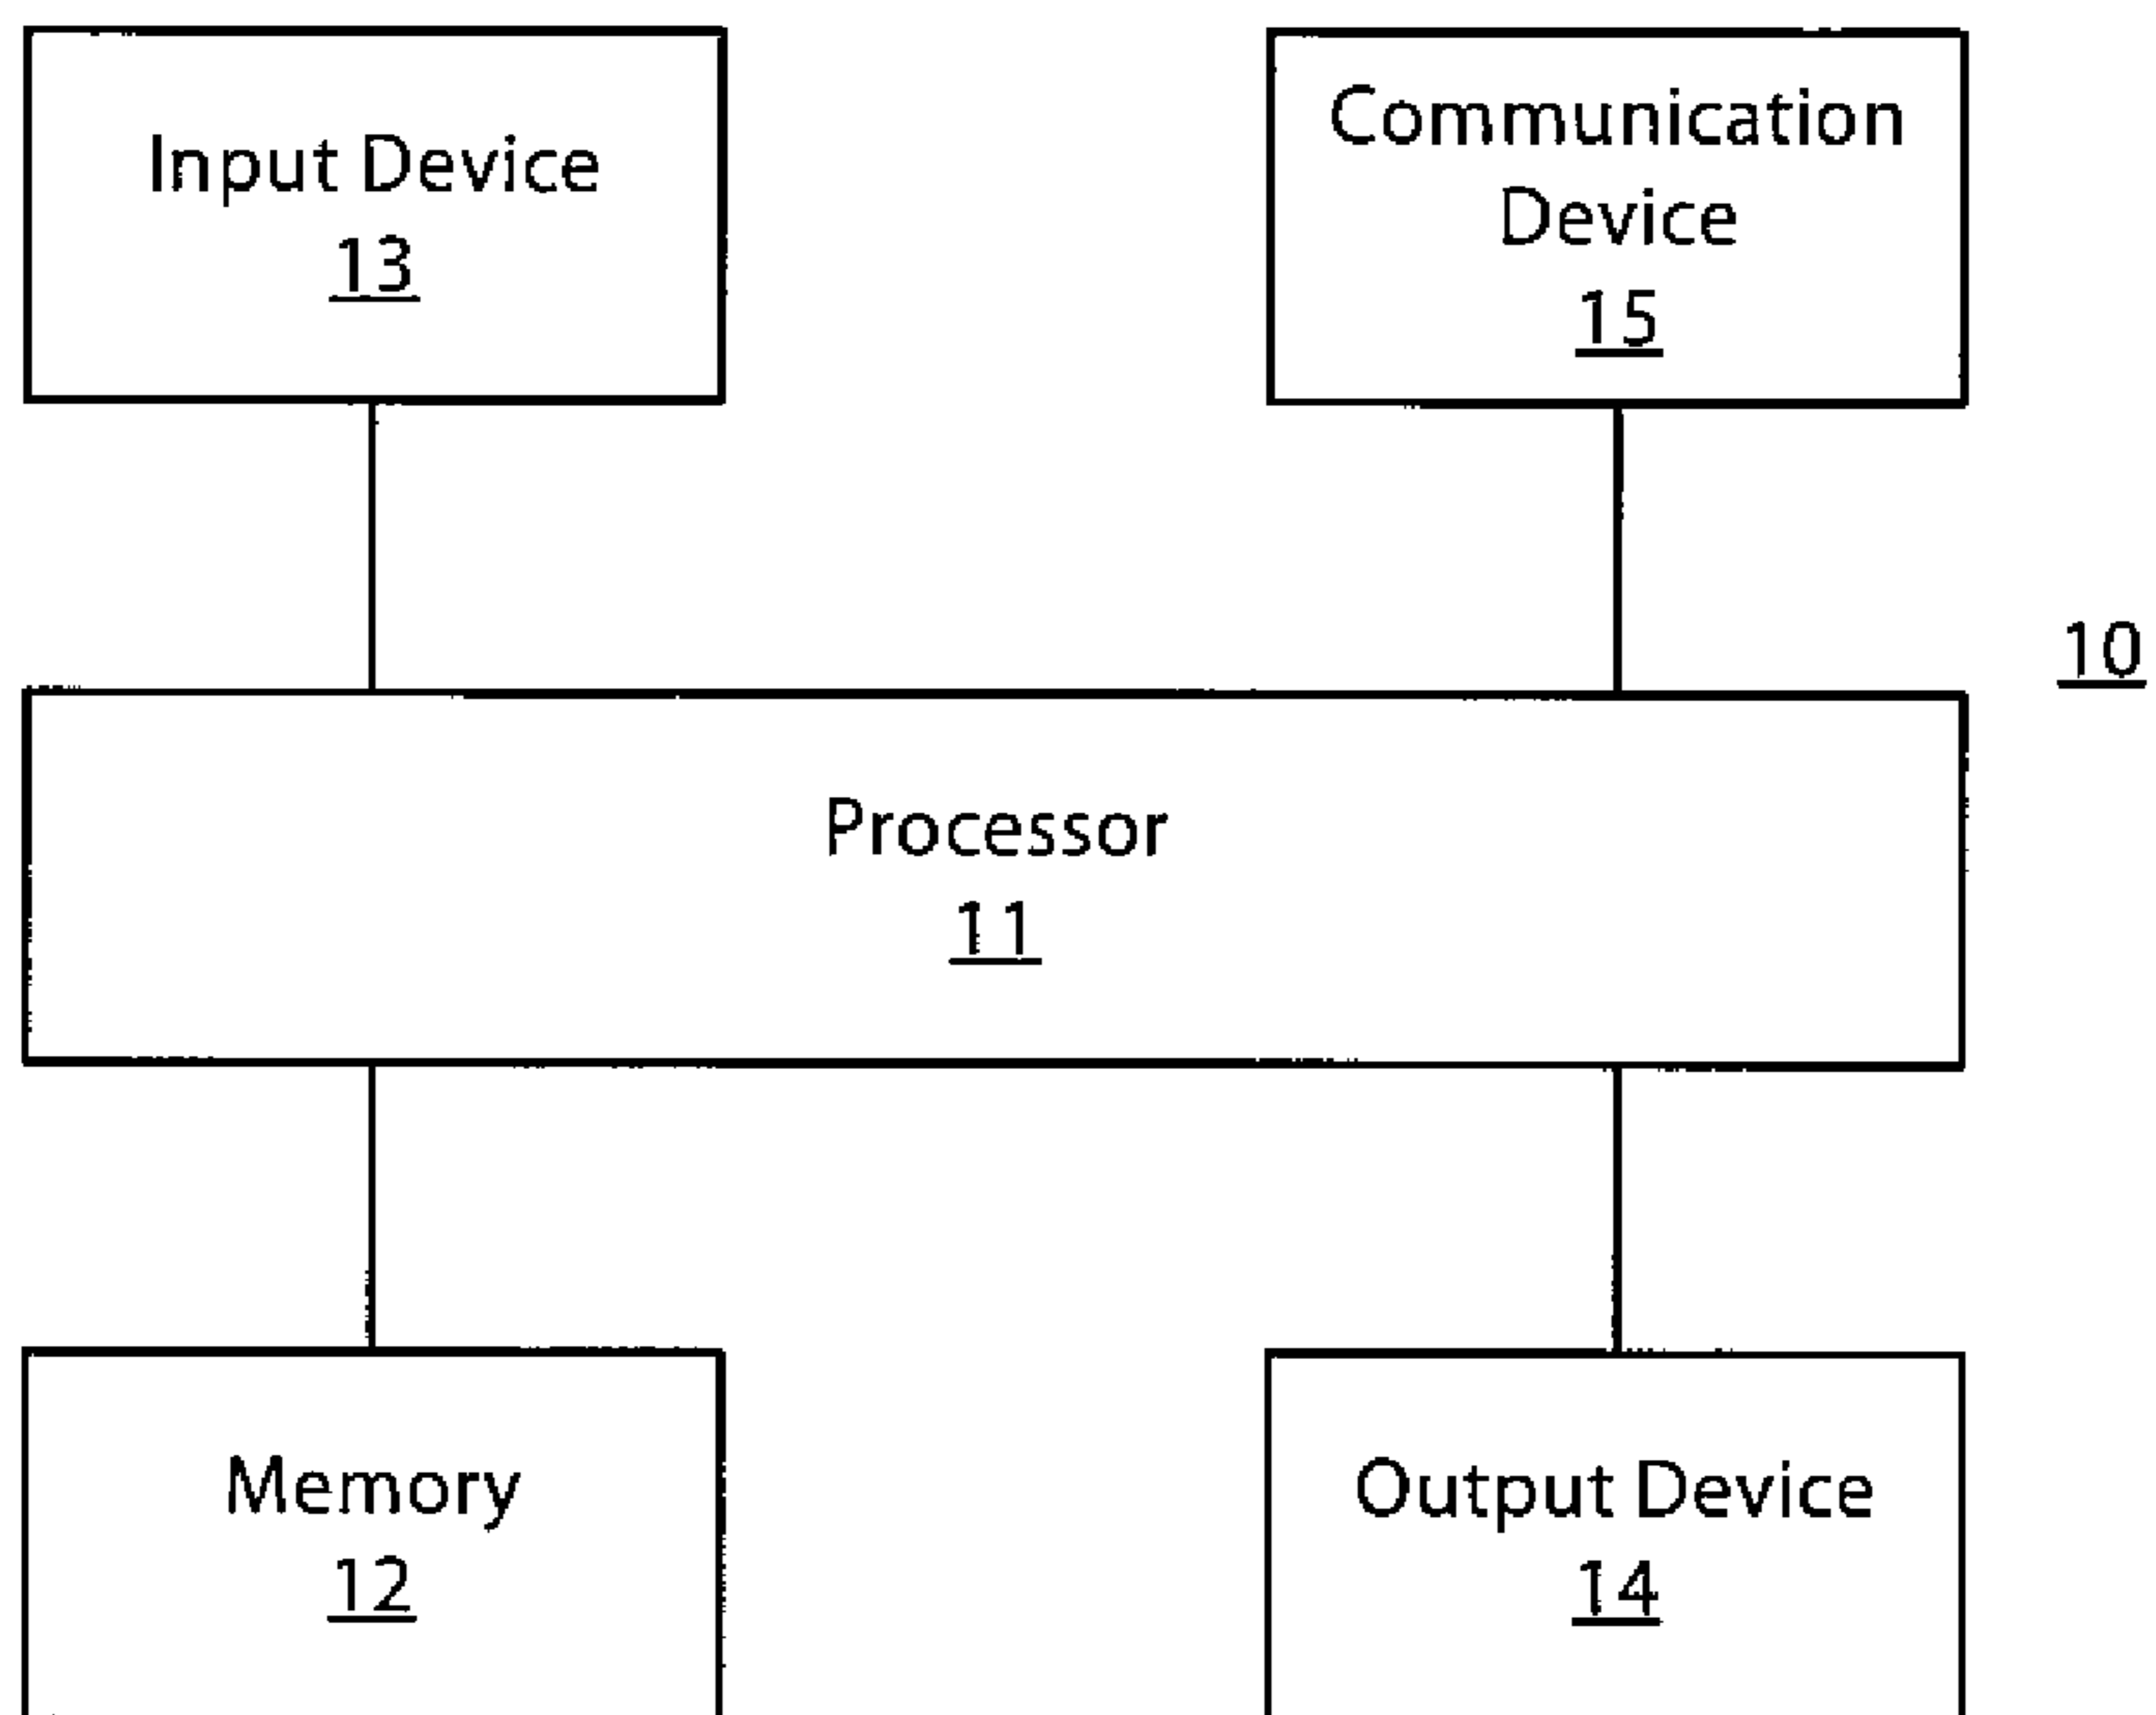 Input Device
13
Communication
Device
15
10
Processor
11
Memory
12
Output Device
14